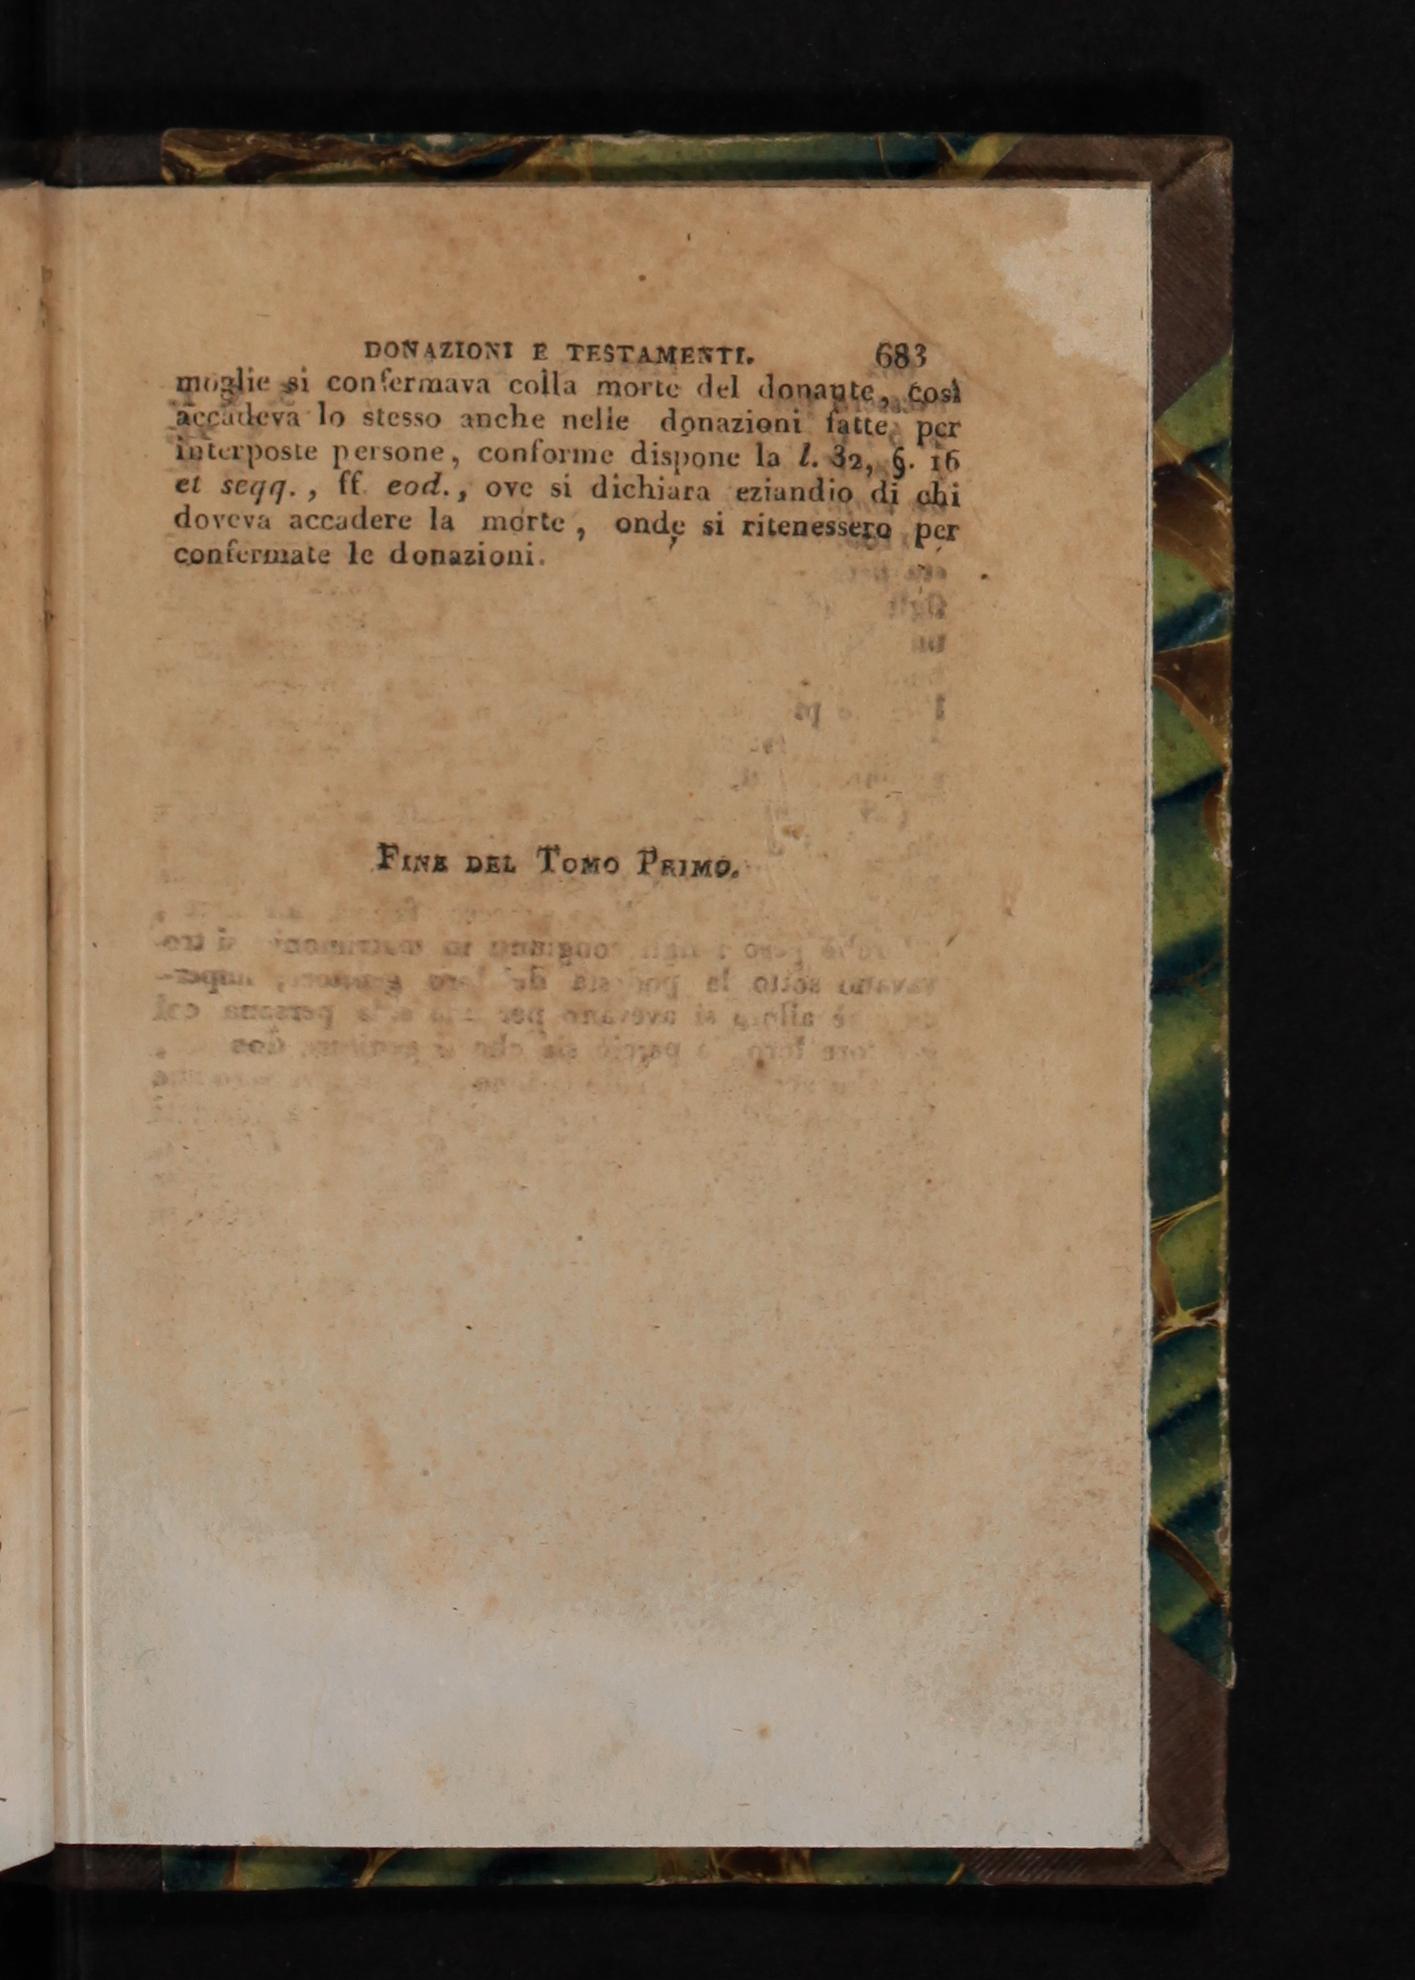 DONAZIONI E TESTAMENTI. 683
moglie si confermava colla morte del donante, così
accadeva lo stesso anche nelle donazioni fatte per
interposte persone, conforme dispone la l. 32, §. 16
et seqq., ff. eod., ove si dichiara eziandio di chi
doveva accadere la morte, onde si ritenessero per
confermate le donazioni.
FINE DEL TOMO PRIMO.